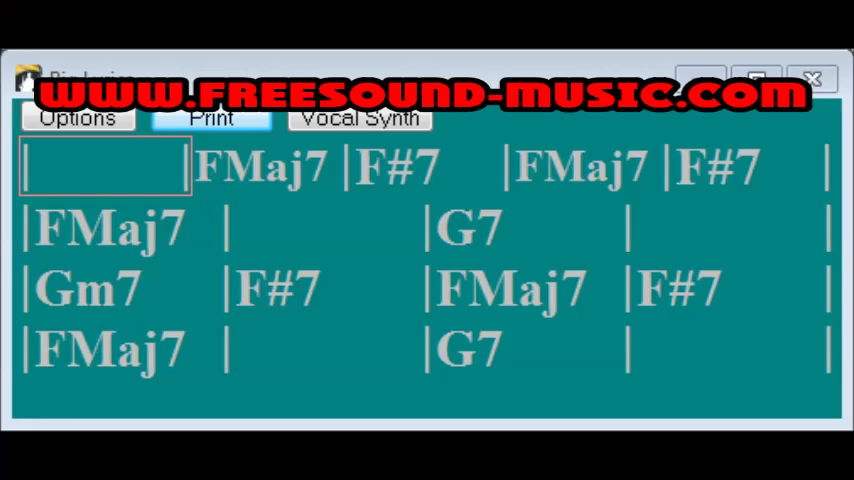 www.FREESOUND-MUSIC.com
Options Print Vocal Synth
| |FMaj7 |F#7 |FMaj7 |F#7 |
|FMaj7 | |G7 | |
|Gm7 |F#7 |FMaj7 |F#7 |
|FMaj7 | |G7 | |